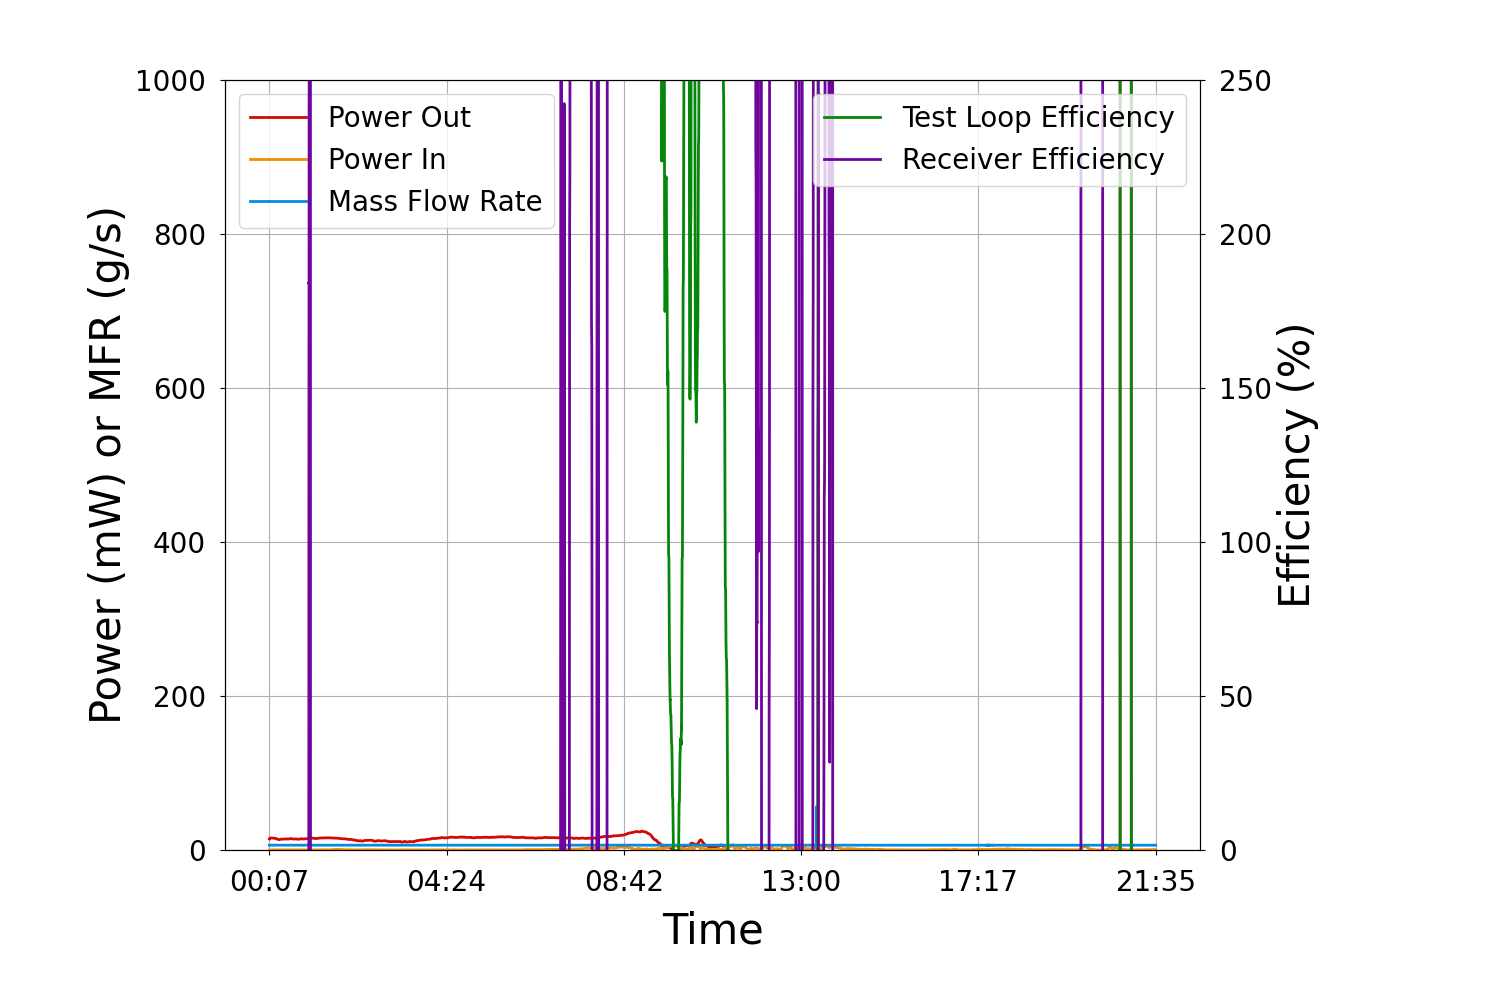 1000
800
600
400
200
0
Power (mW) or MFR (g/s)
Power Out
Power In
Mass Flow Rate
Test Loop Efficiency
Receiver Efficiency
250
200
150
100
50
0
Efficiency (%)
00:07 04:24 08:42 13:00 17:17 21:35
Time